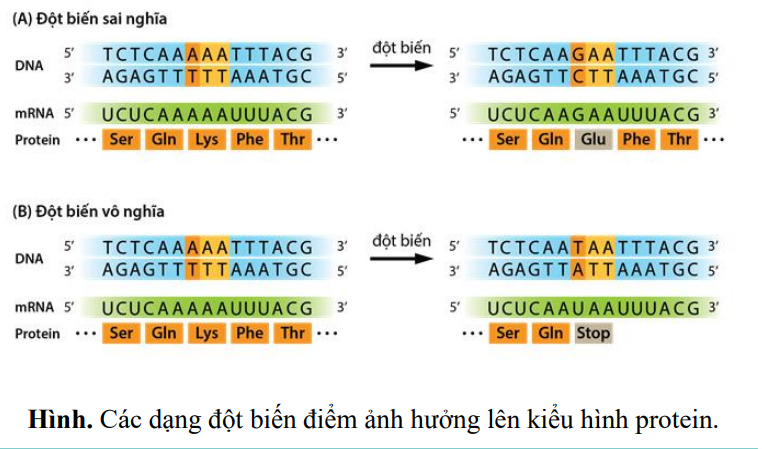 (A) Đột biến sai nghĩa
5′ TCTCAAAAATTTACG 3′ đột biến 5′ TCTCAAGAATTTACG 3′
DNA
3′ AGAGTTTTTAAATGC 5′ 3′ AGAGTTCTTAAATGC 5′
mRNA 5′ UCUCAAAAAUUUACG 3′ 5′ UCUCAAGAAUUUACG 3′
Protein ··· Ser Gln Lys Phe Thr ··· ··· Ser Gln Glu Phe Thr ···
(B) Đột biến vô nghĩa
5′ TCTCAAAAATTTACG 3′ đột biến 5′ TCTCAATAATTTACG 3′
DNA
3′ AGAGTTTTTAAATGC 5′ 3′ AGAGTTATTAAATGC 5′
mRNA 5′ UCUCAAAAAUUUACG 3′ 5′ UCUCAAUAAUUUACG 3′
Protein ··· Ser Gln Lys Phe Thr ··· ··· Ser Gln Stop
Hình. Các dạng đột biến điểm ảnh hưởng lên kiểu hình protein.